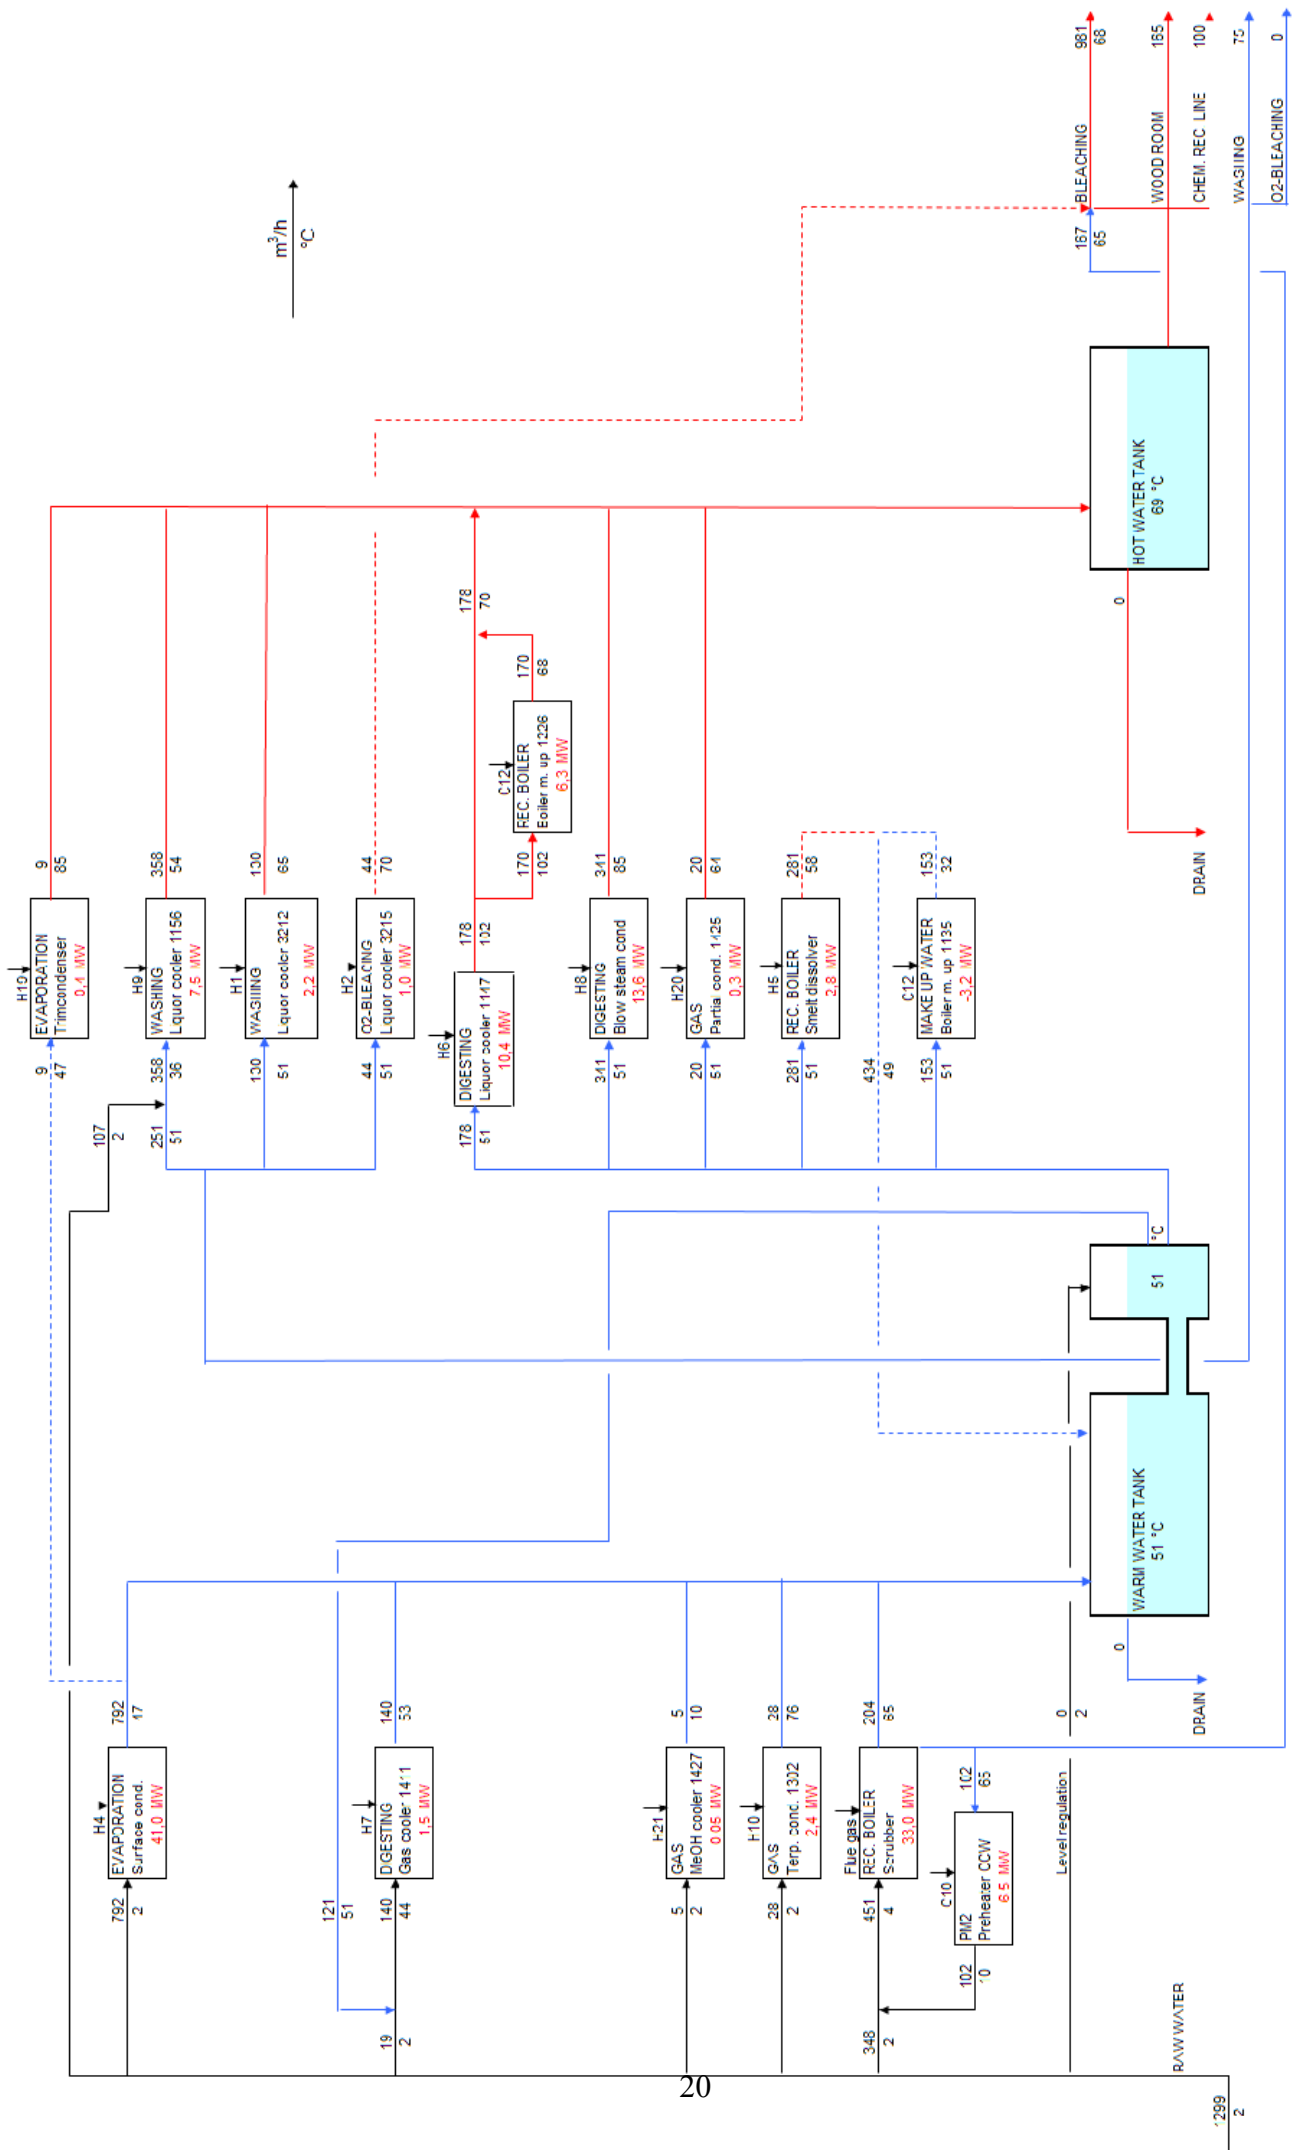 H4
EVAPORATION
Surface cond.
41,0 MW
792
2
792
47
H19
EVAPORATION
Trimcondenser
0,4 MW
9
47
9
85
107
2
251
51
H9
WASHING
Lquor cooler 1156
7,5 MW
358
36
358
54
H1
WASHING
Lquor cooler 3212
2,2 MW
130
51
130
65
m³/h
°C
121
51
19
2
H7
DIGESTING
Gas cooler 1411
1,5 MW
140
44
140
53
H2
O2-BLEACING
Lquor cooler 3215
1,0 MW
44
51
44
70
H6
DIGESTING
Liquor cooler 1147
10,4 MW
178
51
178
102
C12
REC. BOILER
Boiler m. up 1226
6,3 MW
170
102
170
68
178
70
H8
DIGESTING
Blow steam cond
13,6 MW
341
51
341
85
H21
GAS
MeOH cooler 1427
0.05 MW
5
2
5
10
H20
GAS
Partial cond. 1425
0,3 MW
20
51
20
64
H10
GAS
Terp. cond. 1302
2,4 MW
28
2
28
76
H5
REC. BOILER
Smelt dissolver
2,8 MW
281
51
281
58
348
2
Flue gas
REC. BOILER
Scrubber
33,0 MW
451
4
204
65
434
49
C10
PM2
Preheater CCW
6,5 MW
102
10
102
65
C12
MAKE UP WATER
Boiler m. up 1135
-3,2 MW
153
51
153
32
Level regulation
0
2
0
DRAIN
WARM WATER TANK
51 °C
51
°C
0
DRAIN
HOT WATER TANK
69 °C
167
65
BLEACHING
981
68
WOOD ROOM
165
CHEM. REC LINE
100
WASHING
75
O2-BLEACHING
0
RAW WATER
1299
2
20